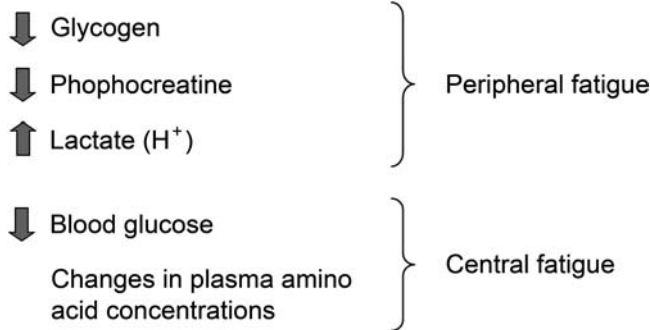 Glycogen
Phophocreatine
Peripheral fatigue
Lactate (H⁺)
Blood glucose
Changes in plasma amino
acid concentrations
Central fatigue